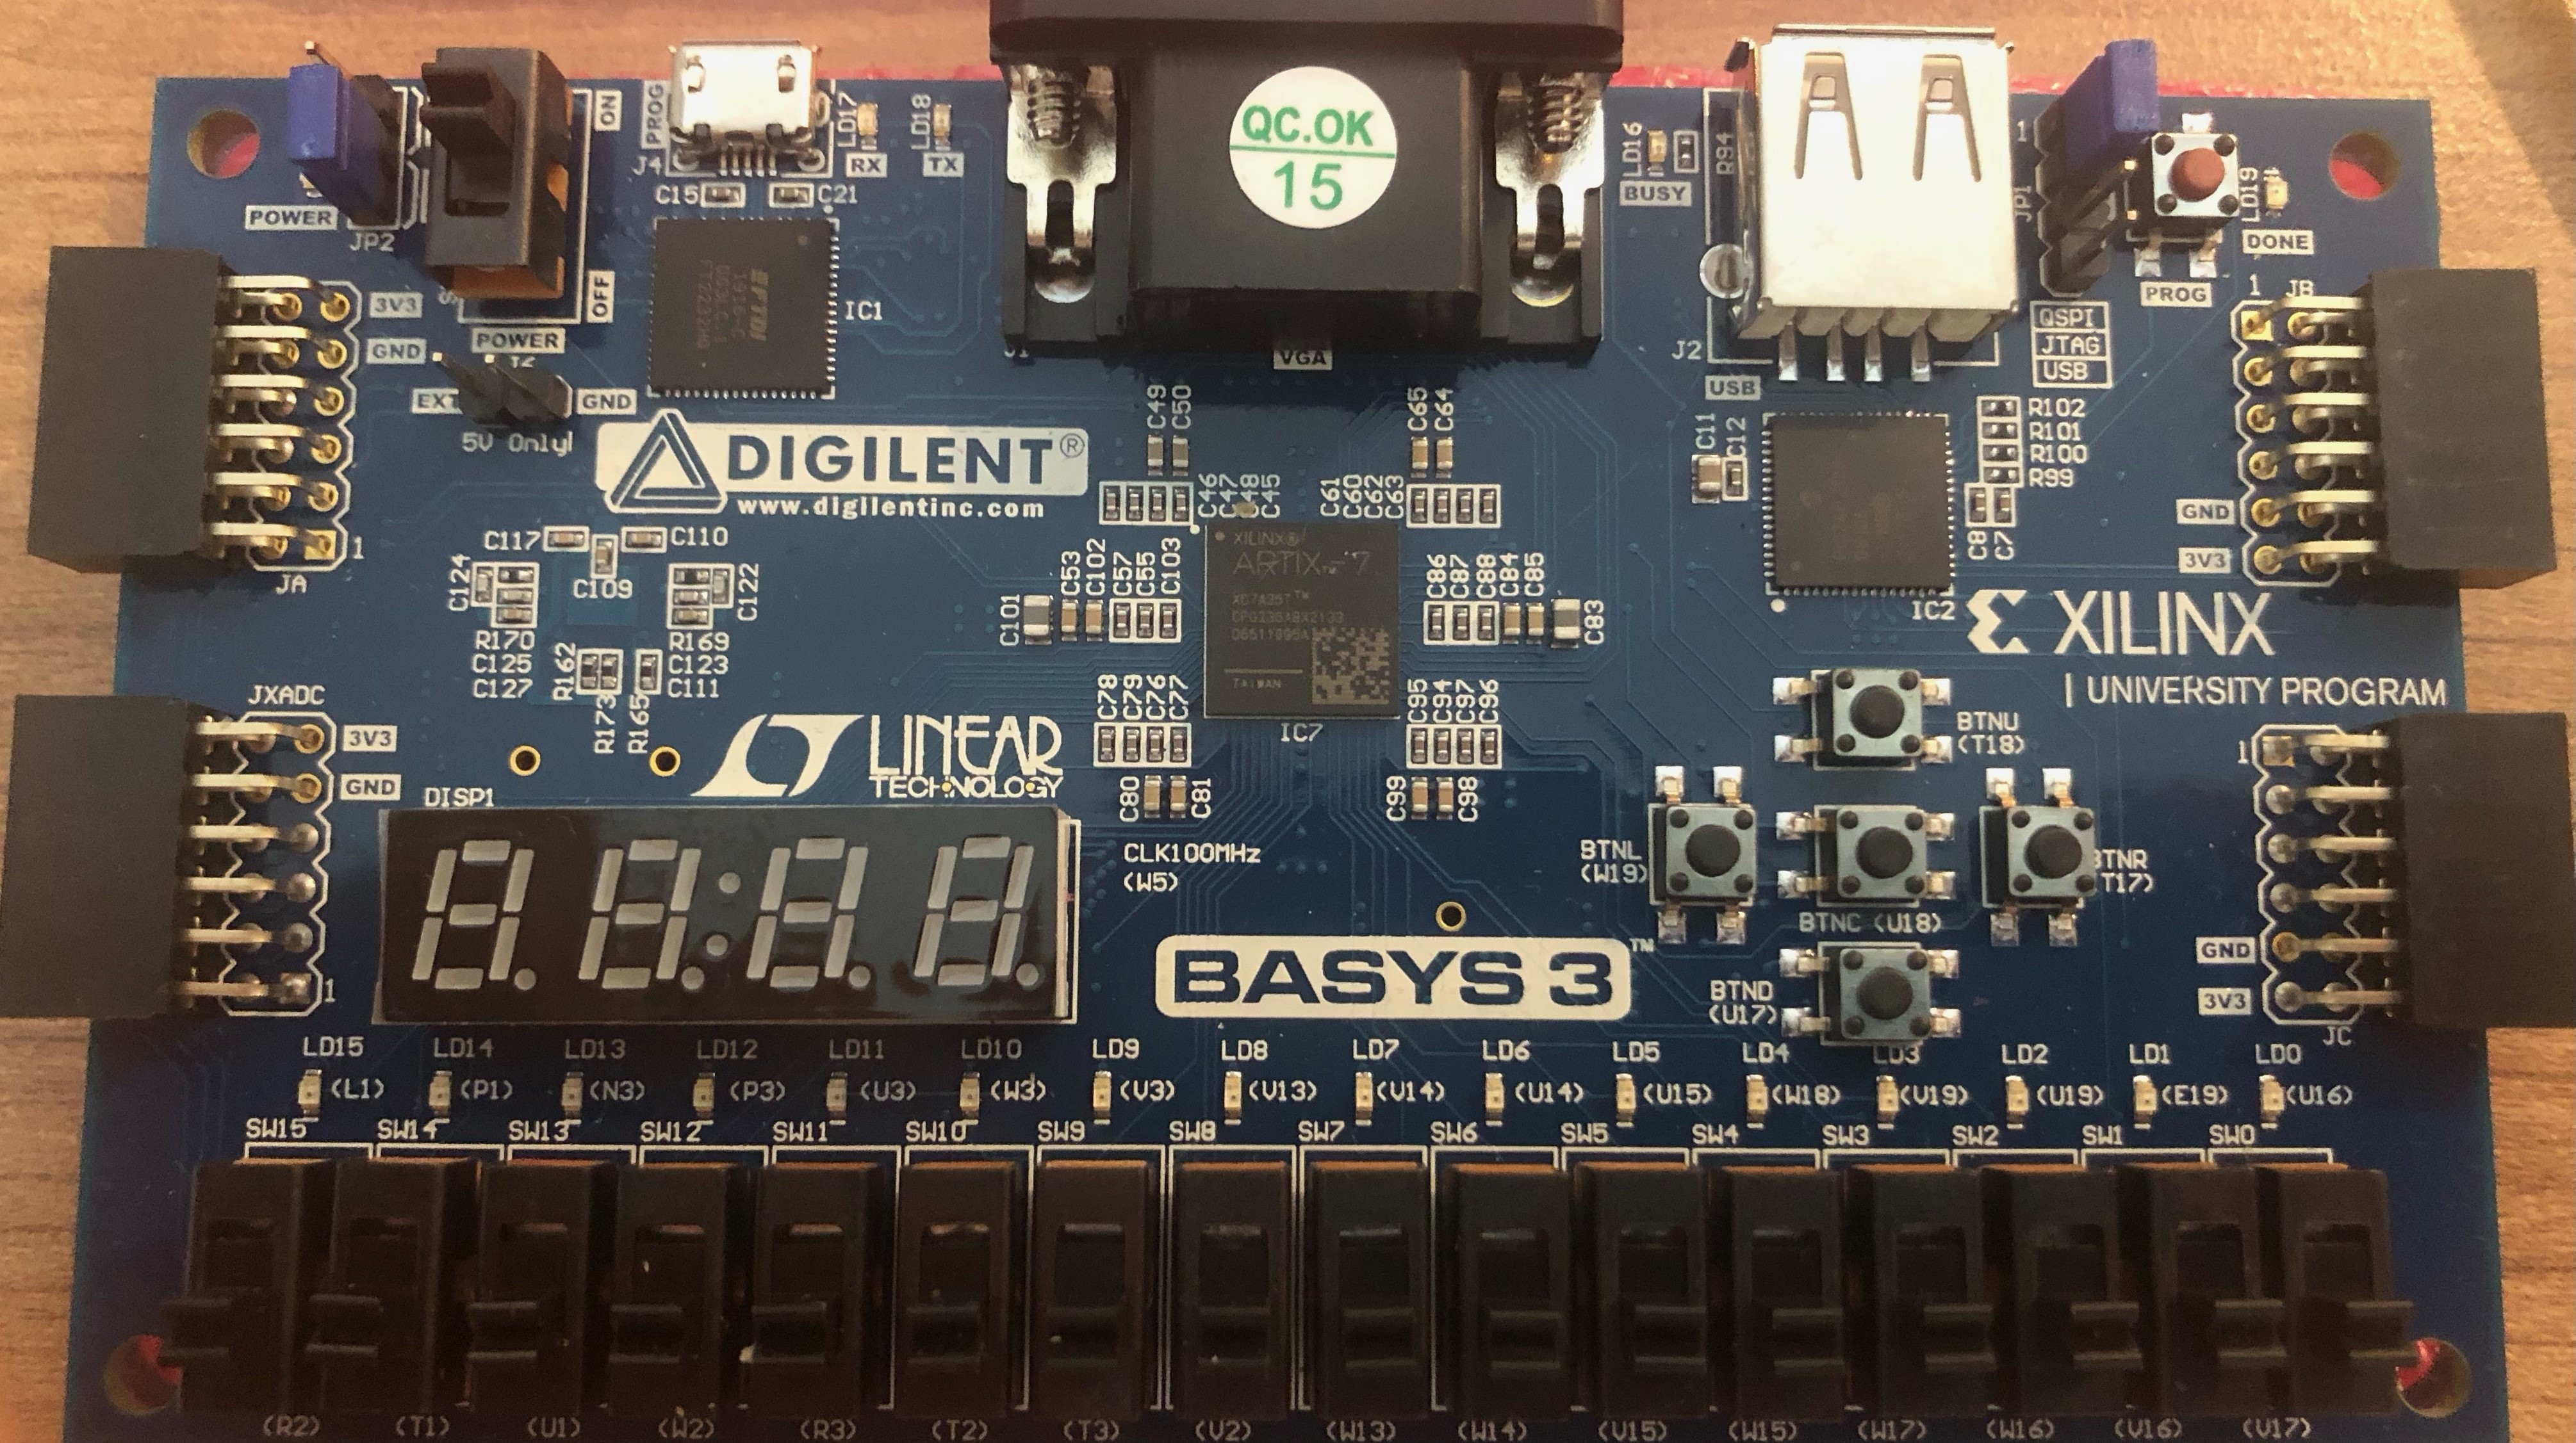 ON
PROG
LD17
LD18
QC.OK
15
LD16
R94
1
LD19
J4
RX
TX
BUSY
JP1
C15
C21
POWER
JP2
DONE
3V3
OFF
FTDI
IC1
PROG
1
JB
QSPI
JTAG
USB
GND
POWER
VGA
J2
USB
EXT
GND
5V Only!
C49
C50
C65
C64
C11
C12
R102
R101
R100
R99
DIGILENT®
www.digilentinc.com
C46
C47
C48
C45
C61
C60
C62
C63
GND
C8
C7
3V3
1
JA
C117
C110
C109
C124
C122
C101
C53
C102
C57
C55
C103
XILINX®
ARTIX-7
XC7A35T™
TAIWAN
C86
C87
C88
C84
C85
C83
IC2
XILINX
UNIVERSITY PROGRAM
R170
C125
C127
R162
R173
R165
R169
C123
C111
C78
C79
C76
C77
IC7
C95
C94
C97
C96
JXADC
3V3
GND
LINEAR
TECHNOLOGY
C80
C81
C99
C98
BTNU
(T18)
1
DISP1
CLK100MHz
(W5)
BTNL
(W19)
BTNC (U18)
BTNR
T17)
BASYS 3™
BTND
(U17)
GND
3V3
JC
1
LD15 LD14 LD13 LD12 LD11 LD10 LD9 LD8 LD7 LD6 LD5 LD4 LD3 LD2 LD1 LD0
(L1) (P1) (N3) (P3) (U3) (W3) (V3) (V13) (V14) (U14) (U15) (W18) (V19) (U19) (E19) (U16)
SW15 SW14 SW13 SW12 SW11 SW10 SW9 SW8 SW7 SW6 SW5 SW4 SW3 SW2 SW1 SW0
(R2) (T1) (U1) (W2) (R3) (T2) (T3) (V2) (W13) (W14) (V15) (W15) (W17) (W16) (V16) (V17)